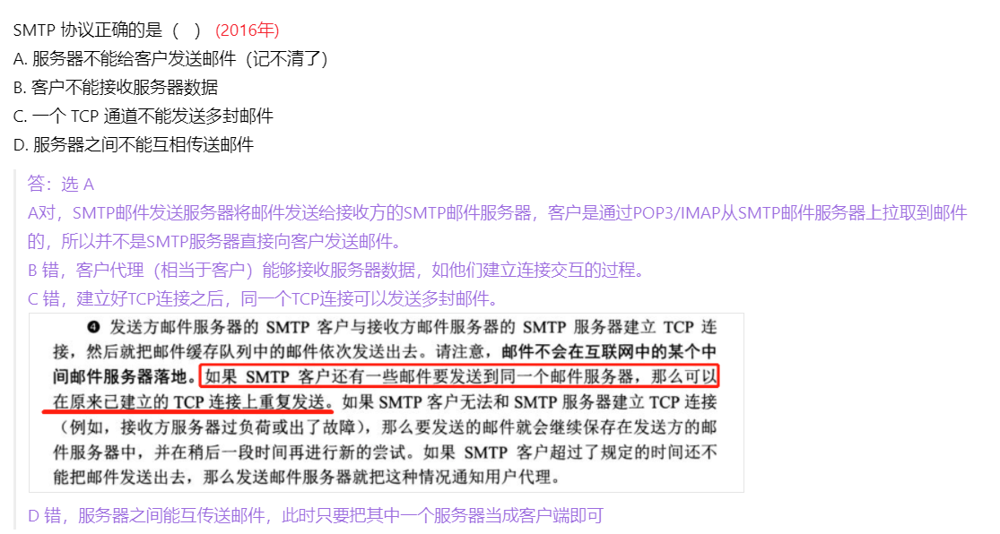 SMTP 协议正确的是（   ） (2016年)
A. 服务器不能给客户发送邮件（记不清了）
B. 客户不能接收服务器数据
C. 一个 TCP 通道不能发送多封邮件
D. 服务器之间不能互相传送邮件
答：选 A
A对，SMTP邮件发送服务器将邮件发送给接收方的SMTP邮件服务器，客户是通过POP3/IMAP从SMTP邮件服务器上拉取到邮件
的，所以并不是SMTP服务器直接向客户发送邮件。
B 错，客户代理（相当于客户）能够接收服务器数据，如他们建立连接交互的过程。
C 错，建立好TCP连接之后，同一个TCP连接可以发送多封邮件。
❹ 发送方邮件服务器的 SMTP 客户与接收方邮件服务器的 SMTP 服务器建立 TCP 连
接，然后就把邮件缓存队列中的邮件依次发送出去。请注意，邮件不会在互联网中的某个中
间邮件服务器落地。如果 SMTP 客户还有一些邮件要发送到同一个邮件服务器，那么可以
在原来已建立的 TCP 连接上重复发送。如果 SMTP 客户无法和 SMTP 服务器建立 TCP 连接
（例如，接收方服务器过负荷或出了故障），那么要发送的邮件就会继续保存在发送方的邮
件服务器中，并在稍后一段时间再进行新的尝试。如果 SMTP 客户超过了规定的时间还不
能把邮件发送出去，那么发送邮件服务器就把这种情况通知用户代理。
D 错，服务器之间能互传送邮件，此时只要把其中一个服务器当成客户端即可